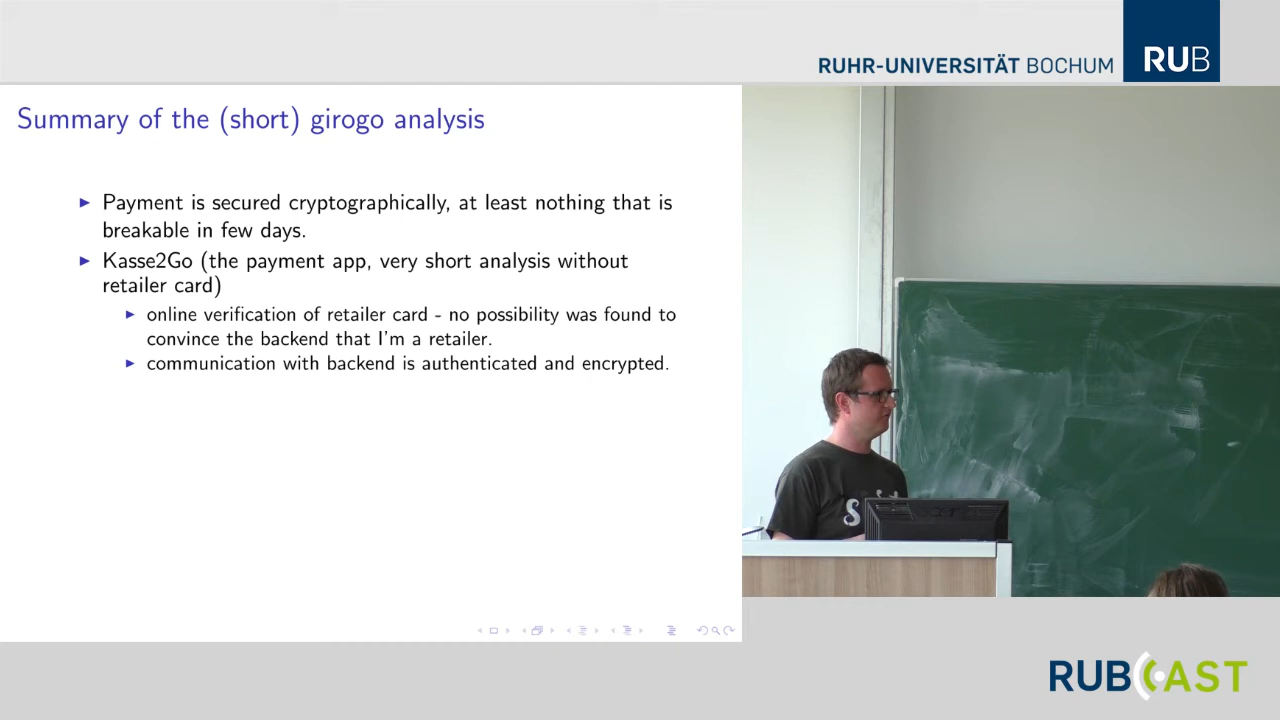 RUHR-UNIVERSITÄT BOCHUM
RUB
Summary of the (short) girogo analysis
Payment is secured cryptographically, at least nothing that is
breakable in few days.
Kasse2Go (the payment app, very short analysis without
retailer card)
online verification of retailer card - no possibility was found to
convince the backend that I'm a retailer.
communication with backend is authenticated and encrypted.
RUBCAST